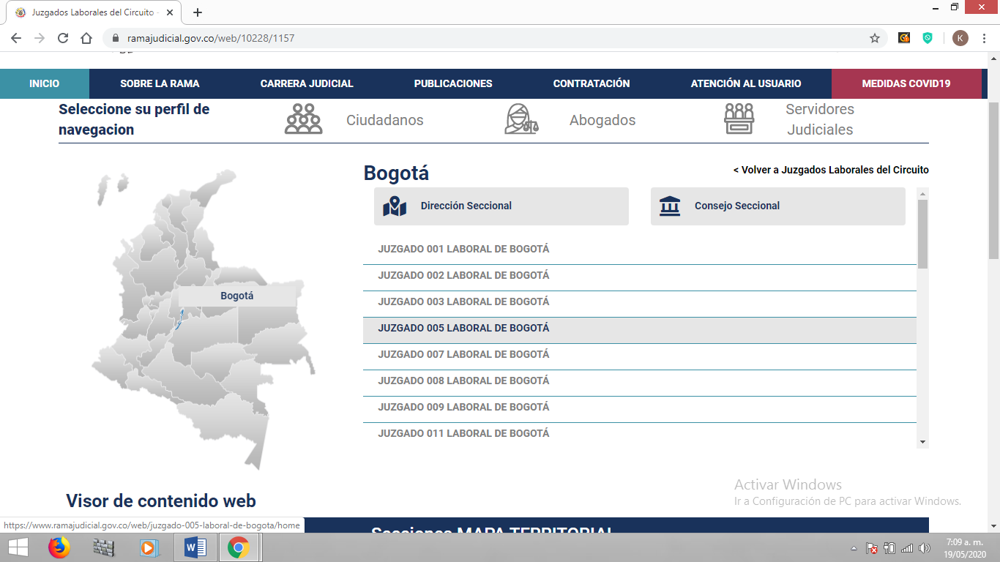 Juzgados Laborales del Circuito -
ramajudicial.gov.co/web/10228/1157
K
INICIO
SOBRE LA RAMA
CARRERA JUDICIAL
PUBLICACIONES
CONTRATACIÓN
ATENCIÓN AL USUARIO
MEDIDAS COVID19
Seleccione su perfil de
navegacion
Ciudadanos
Abogados
Servidores
Judiciales
Bogotá
< Volver a Juzgados Laborales del Circuito
Dirección Seccional
Consejo Seccional
JUZGADO 001 LABORAL DE BOGOTÁ
JUZGADO 002 LABORAL DE BOGOTÁ
JUZGADO 003 LABORAL DE BOGOTÁ
JUZGADO 005 LABORAL DE BOGOTÁ
JUZGADO 007 LABORAL DE BOGOTÁ
JUZGADO 008 LABORAL DE BOGOTÁ
JUZGADO 009 LABORAL DE BOGOTÁ
JUZGADO 011 LABORAL DE BOGOTÁ
Bogotá
Visor de contenido web
Activar Windows
Ir a Configuración de PC para activar Windows.
https://www.ramajudicial.gov.co/web/juzgado-005-laboral-de-bogota/home
Secciones MAPA TERRITORIAL
7:09 a. m.
19/05/2020